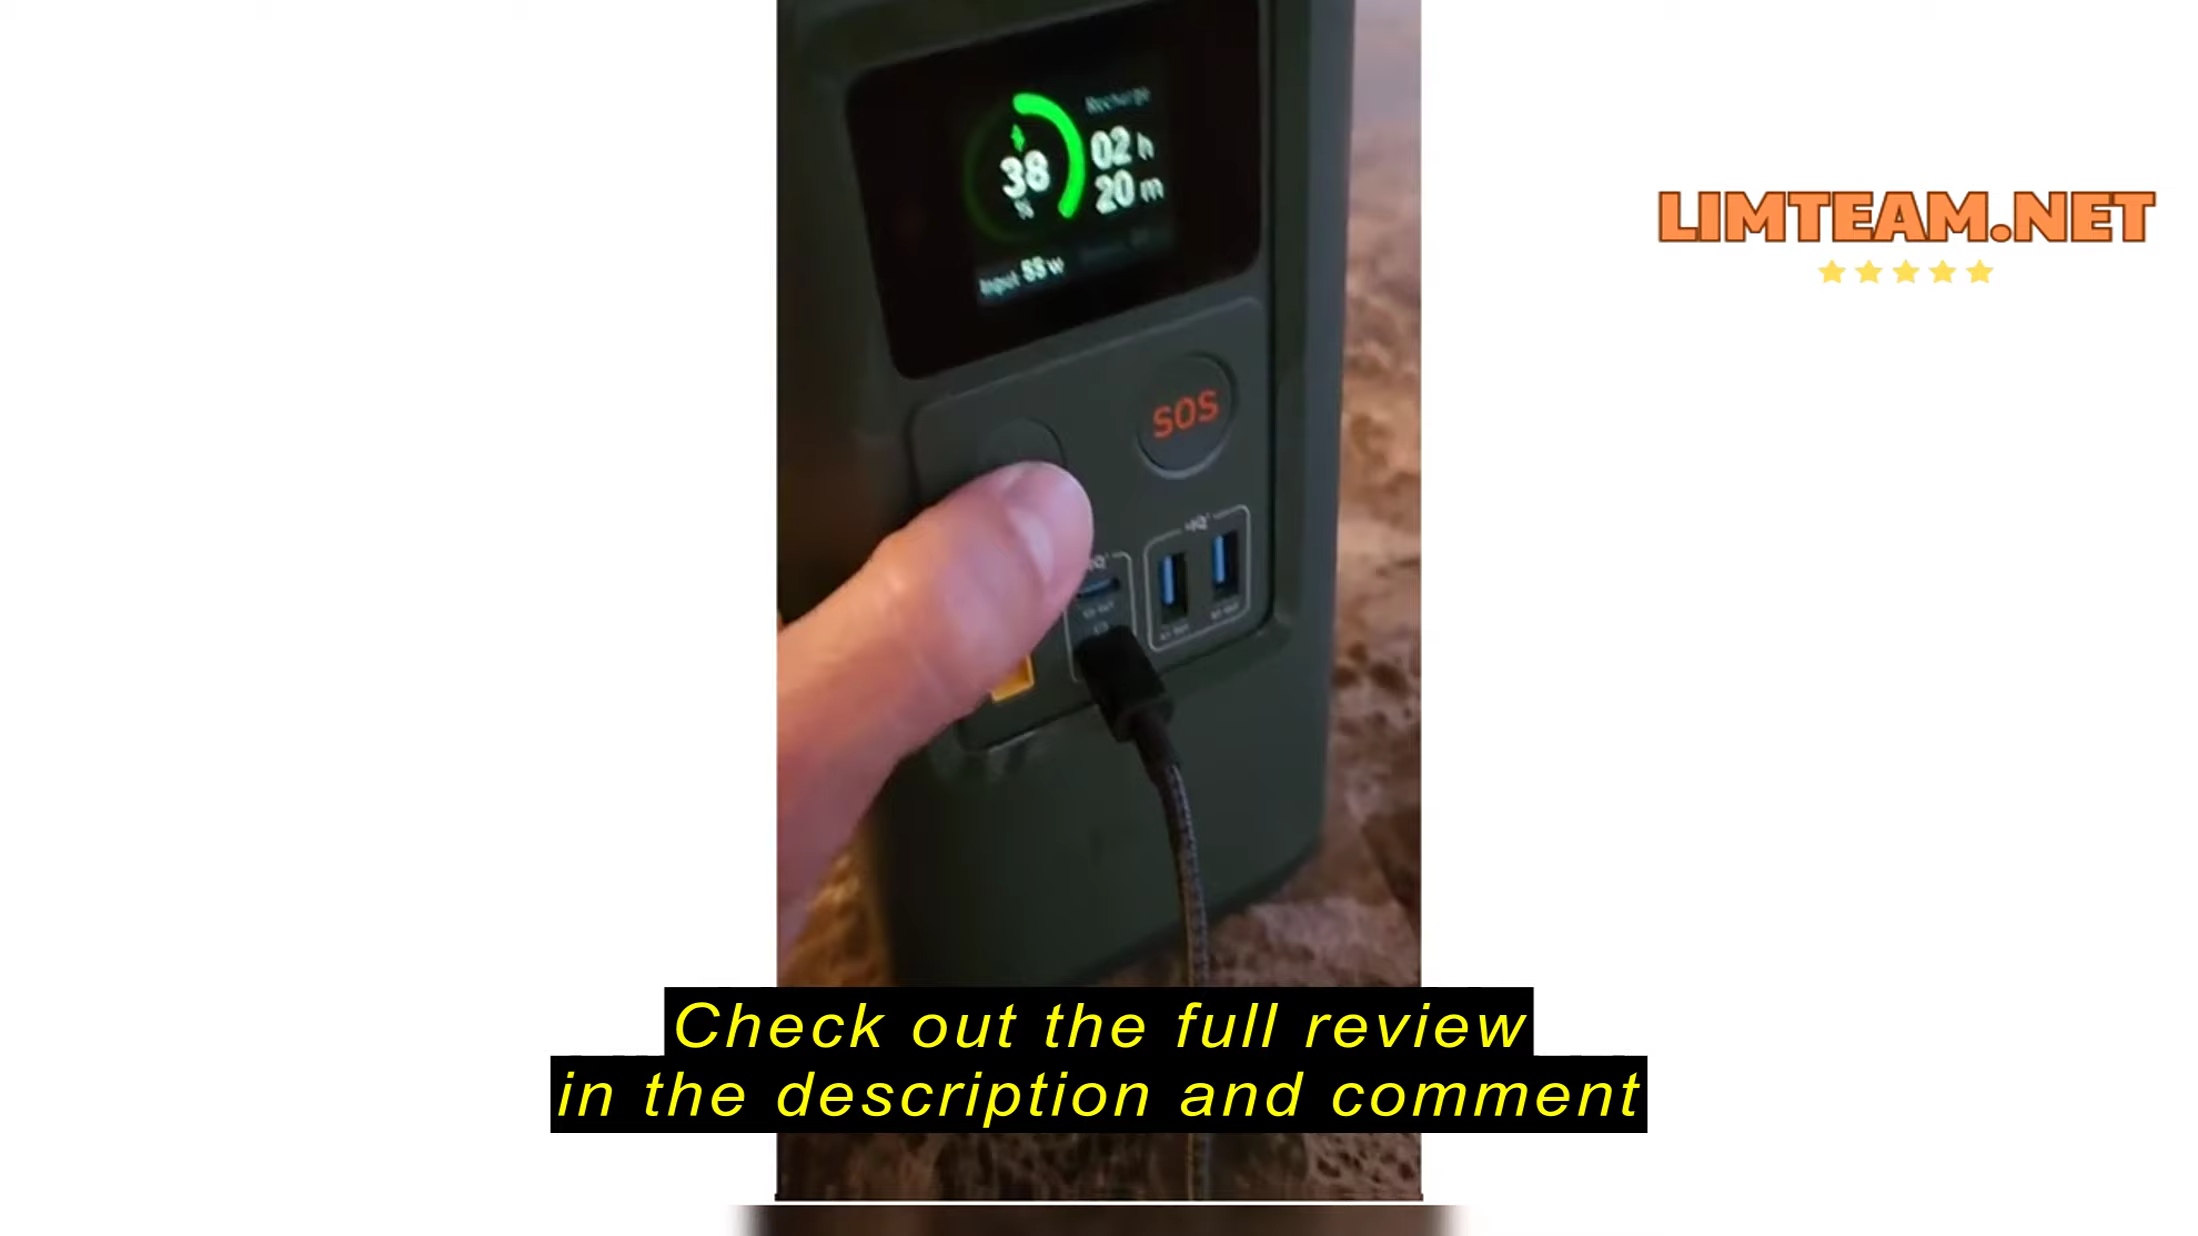 Recharge
38
%
02 h
20 m
Input 55 w
LIMTEAM.NET
SOS
Check out the full review
in the description and comment